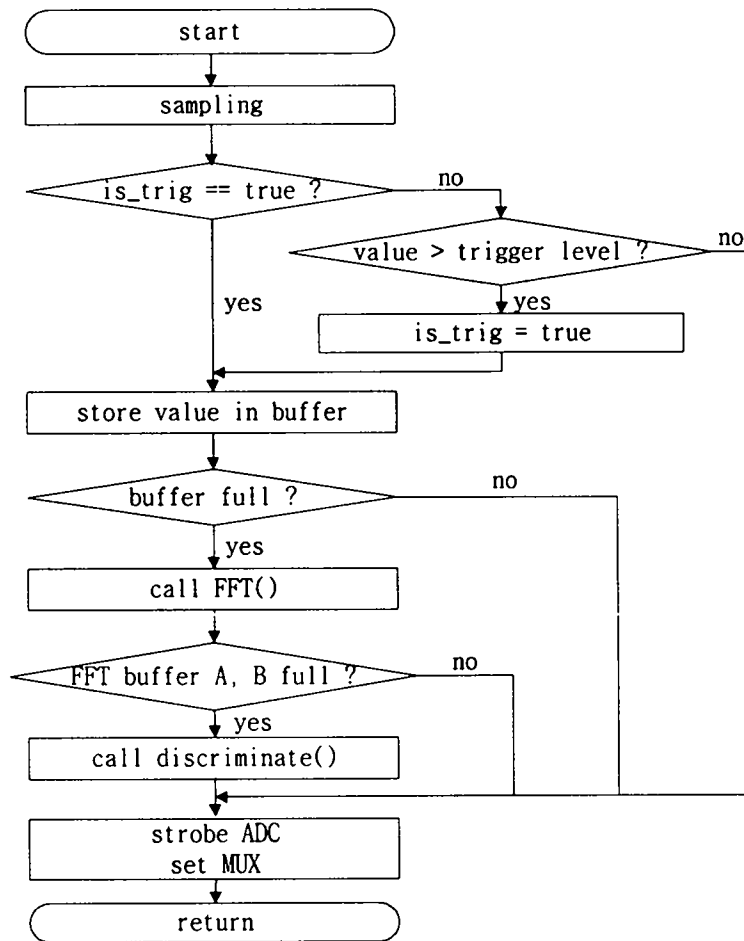 start
sampling
is_trig == true ?
no
value > trigger level ?
no
yes
yes
is_trig = true
store value in buffer
buffer full ?
no
yes
call FFT()
FFT buffer A, B full ?
no
yes
call discriminate()
strobe ADC
set MUX
return